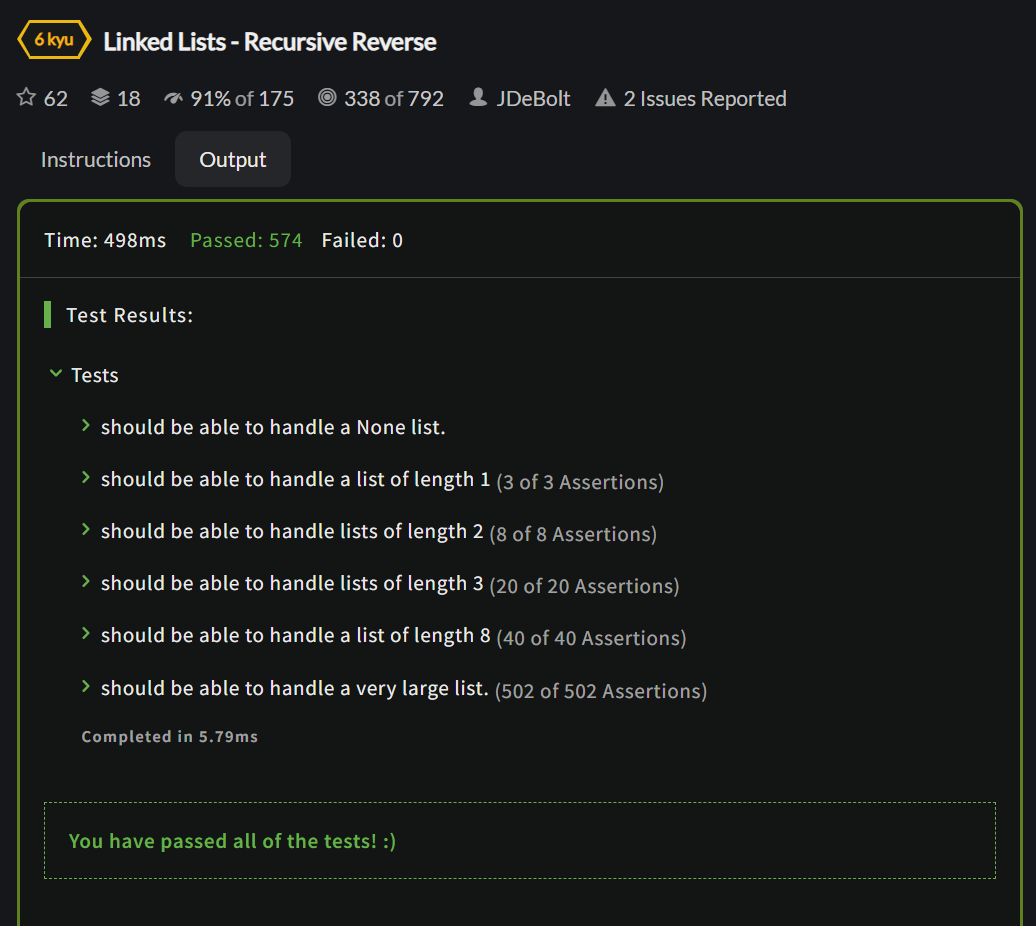 6 kyu Linked Lists - Recursive Reverse
62 18 91% of 175 338 of 792 JDeBolt 2 Issues Reported
Instructions Output
Time: 498ms Passed: 574 Failed: 0
Test Results:
Tests
should be able to handle a None list.
should be able to handle a list of length 1 (3 of 3 Assertions)
should be able to handle lists of length 2 (8 of 8 Assertions)
should be able to handle lists of length 3 (20 of 20 Assertions)
should be able to handle a list of length 8 (40 of 40 Assertions)
should be able to handle a very large list. (502 of 502 Assertions)
Completed in 5.79ms
You have passed all of the tests! :)